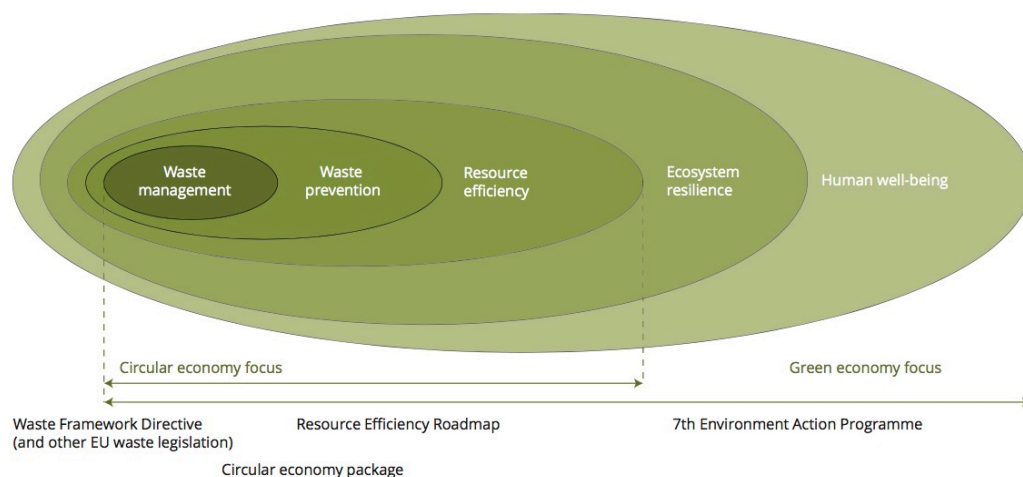 Waste
management
Waste
prevention
Resource
efficiency
Ecosystem
resilience
Human well-being
Circular economy focus
Green economy focus
Waste Framework Directive
(and other EU waste legislation)
Resource Efficiency Roadmap
7th Environment Action Programme
Circular economy package